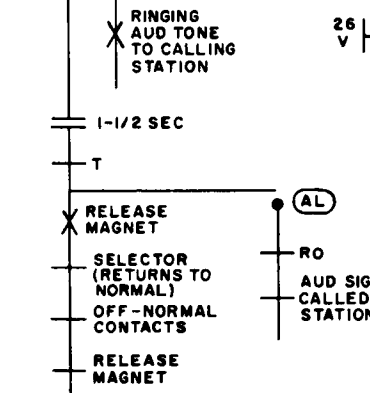 RINGING
AUD TONE
TO CALLING
STATION
26
V
1-1/2 SEC
T
AL
RELEASE
MAGNET
RO
SELECTOR
(RETURNS TO
NORMAL)
AUD SIG
CALLED
STATION
OFF-NORMAL
CONTACTS
RELEASE
MAGNET